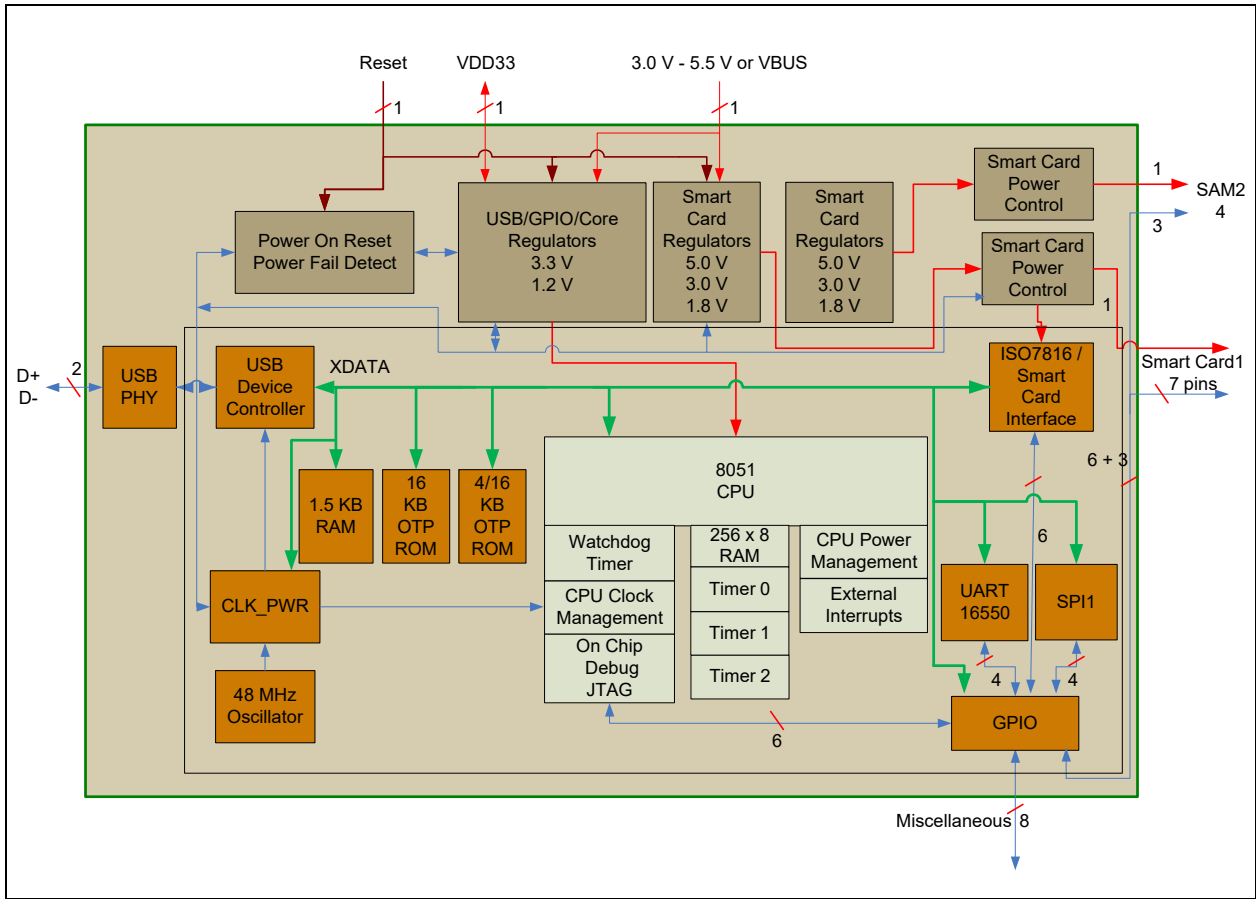 Reset
VDD33
3.0 V - 5.5 V or VBUS
1
1
1
Smart Card
Power
Control
1
SAM2
4
3
Power On Reset
Power Fail Detect
USB/GPIO/Core
Regulators
3.3 V
1.2 V
Smart
Card
Regulators
5.0 V
3.0 V
1.8 V
Smart
Card
Regulators
5.0 V
3.0 V
1.8 V
Smart Card
Power
Control
1
D+
D-
2
USB
PHY
USB
Device
Controller
XDATA
ISO7816 /
Smart
Card
Interface
Smart Card1
7 pins
1.5 KB
RAM
16
KB
OTP
ROM
4/16
KB
OTP
ROM
8051
CPU
6 + 3
Watchdog
Timer
256 x 8
RAM
CPU Power
Management
6
CLK_PWR
CPU Clock
Management
Timer 0
External
Interrupts
UART
16550
SPI1
On Chip
Debug
JTAG
Timer 1
Timer 2
4
4
48 MHz
Oscillator
6
GPIO
Miscellaneous
8